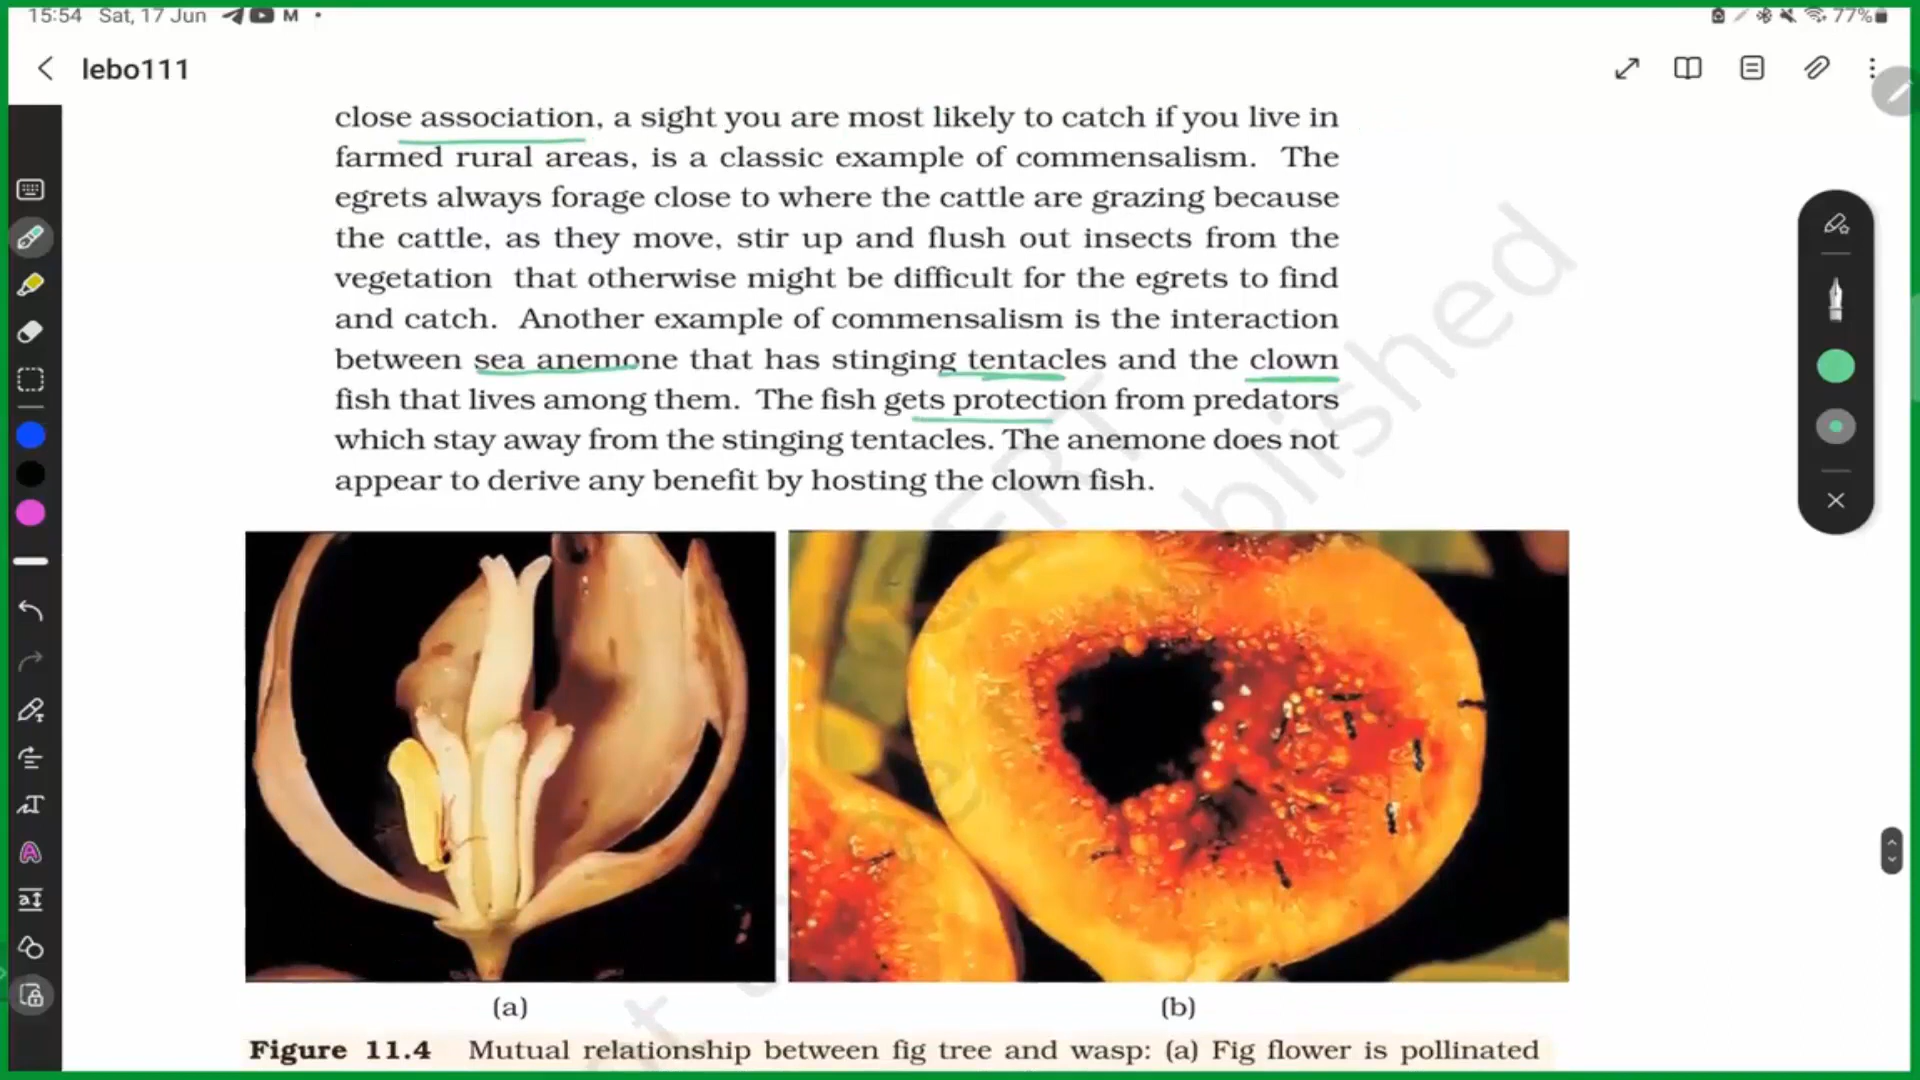 15:54 Sat, 17 Jun M
77%
lebo111
close association, a sight you are most likely to catch if you live in
farmed rural areas, is a classic example of commensalism. The
egrets always forage close to where the cattle are grazing because
the cattle, as they move, stir up and flush out insects from the
vegetation that otherwise might be difficult for the egrets to find
and catch. Another example of commensalism is the interaction
between sea anemone that has stinging tentacles and the clown
fish that lives among them. The fish gets protection from predators
which stay away from the stinging tentacles. The anemone does not
appear to derive any benefit by hosting the clown fish.
(a)
(b)
Figure 11.4 Mutual relationship between fig tree and wasp: (a) Fig flower is pollinated